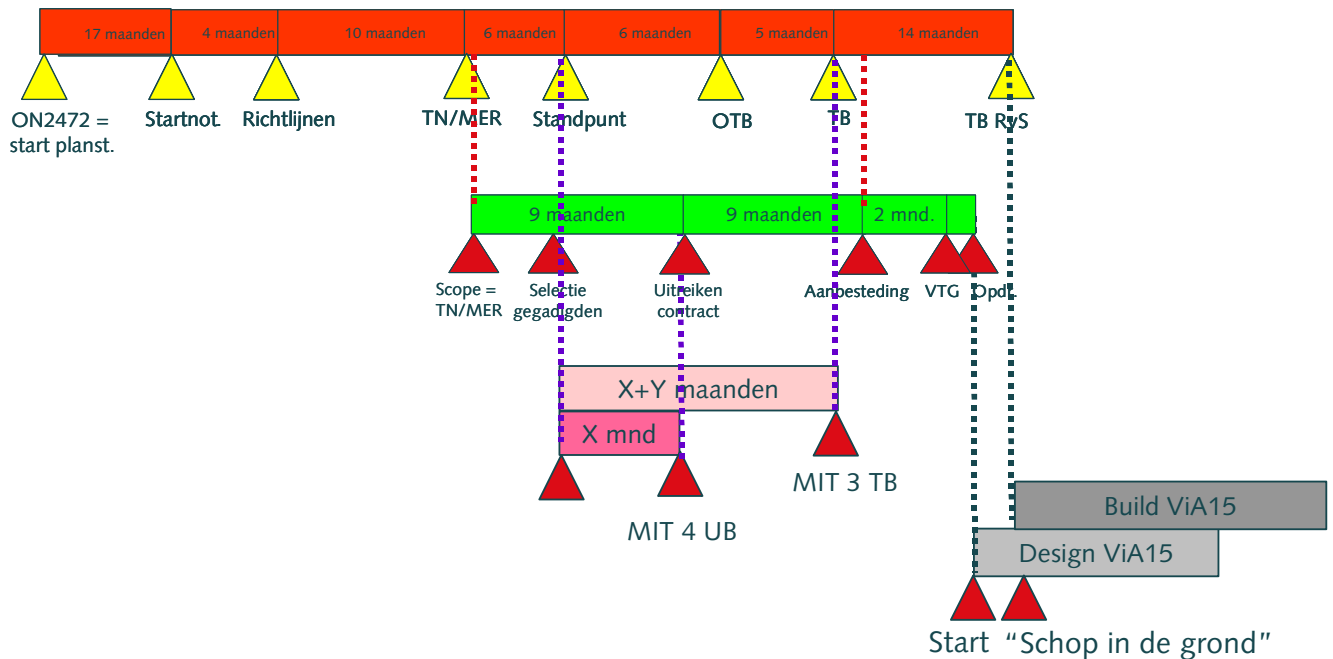 17 maanden 4 maanden 10 maanden 6 maanden 6 maanden 5 maanden 14 maanden
ON2472 =
start planst.
Startnot.
Richtlijnen
TN/MER
Standpunt
OTB
TB
TB RvS
9 maanden 9 maanden 2 mnd.
Scope =
TN/MER
Selectie
gegadigden
Uitreiken
contract
Aanbesteding
VTG
Opdr.
X+Y maanden
X mnd
MIT 3 TB
MIT 4 UB
Build ViA15
Design ViA15
Start "Schop in de grond"